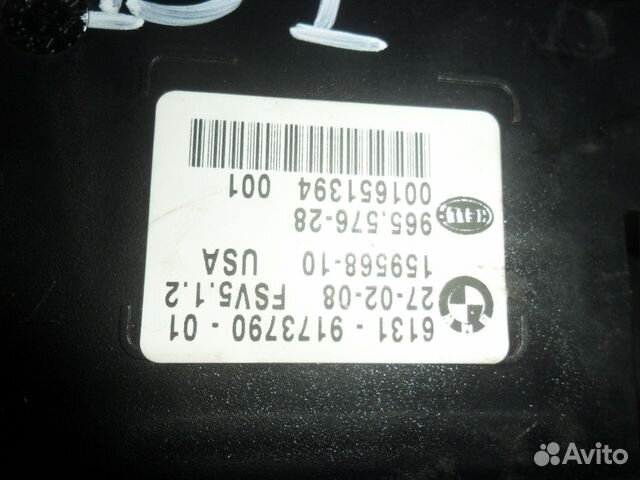 6131 - 9173790 - 01
27-02-08 FSV5.1.2
159568-10 USA
965.576-28
001651394 001
Avito